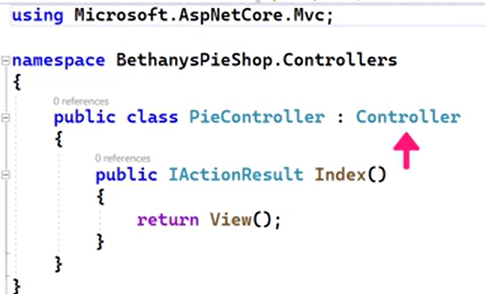 using Microsoft.AspNetCore.Mvc;
namespace BethanysPieShop.Controllers
{
0 references
public class PieController : Controller
{
0 references
public IActionResult Index()
{
return View();
}
}
}